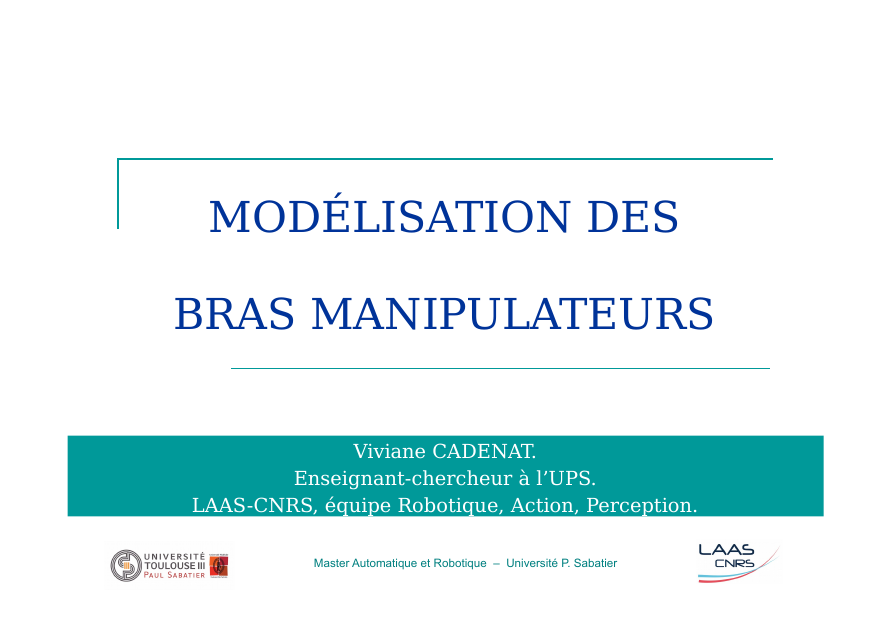 MODÉLISATION DES
BRAS MANIPULATEURS
Viviane CADENAT.
Enseignant-chercheur à l’UPS.
LAAS-CNRS, équipe Robotique, Action, Perception.
UNIVERSITÉ
TOULOUSE III
PAUL SABATIER
Master Automatique et Robotique – Université P. Sabatier
LAAS
CNRS